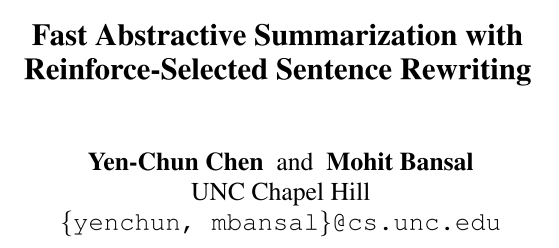 Fast Abstractive Summarization with
Reinforce-Selected Sentence Rewriting
Yen-Chun Chen and Mohit Bansal
UNC Chapel Hill
{yenchun, mbansal}@cs.unc.edu